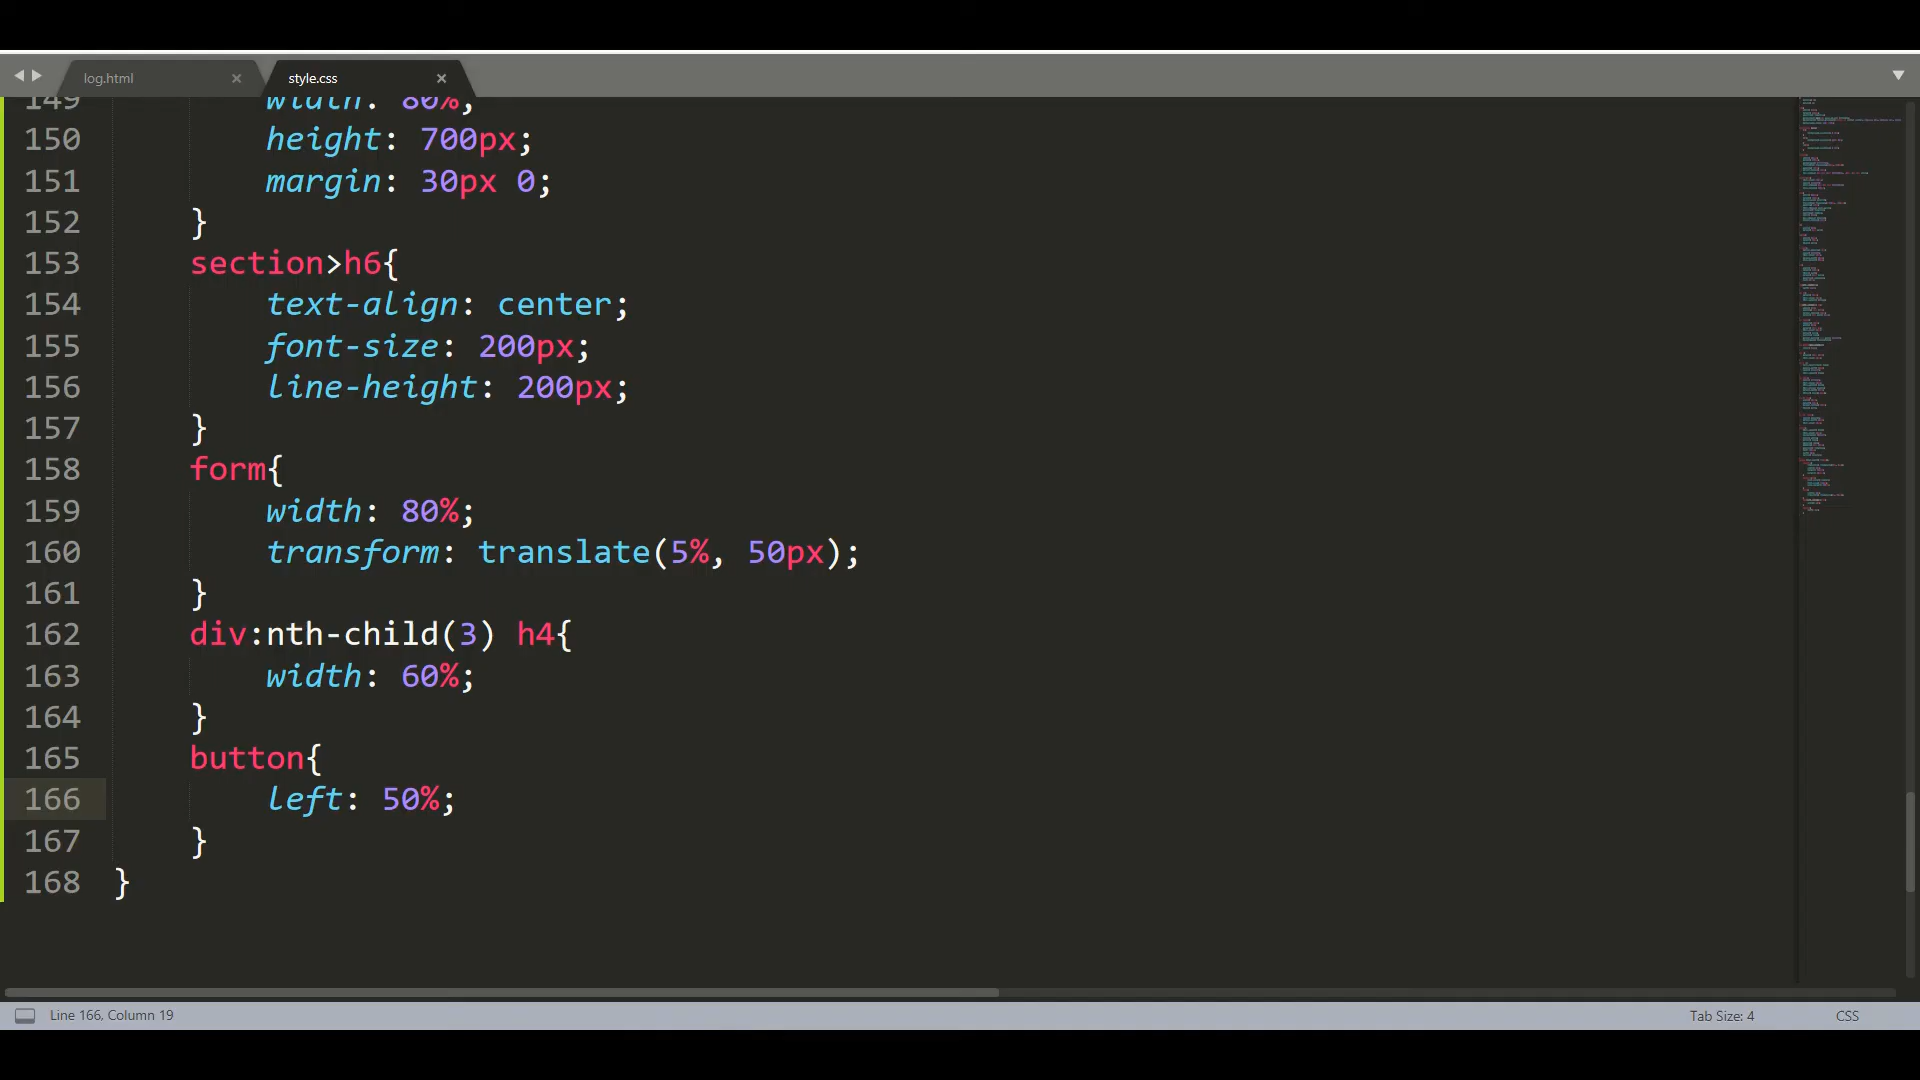 log.html
style.css
149 width: 80%;
150 height: 700px;
151 margin: 30px 0;
152 }
153 section>h6{
154 text-align: center;
155 font-size: 200px;
156 line-height: 200px;
157 }
158 form{
159 width: 80%;
160 transform: translate(5%, 50px);
161 }
162 div:nth-child(3) h4{
163 width: 60%;
164 }
165 button{
166 left: 50%;
167 }
168 }
Line 166, Column 19
Tab Size: 4
CSS